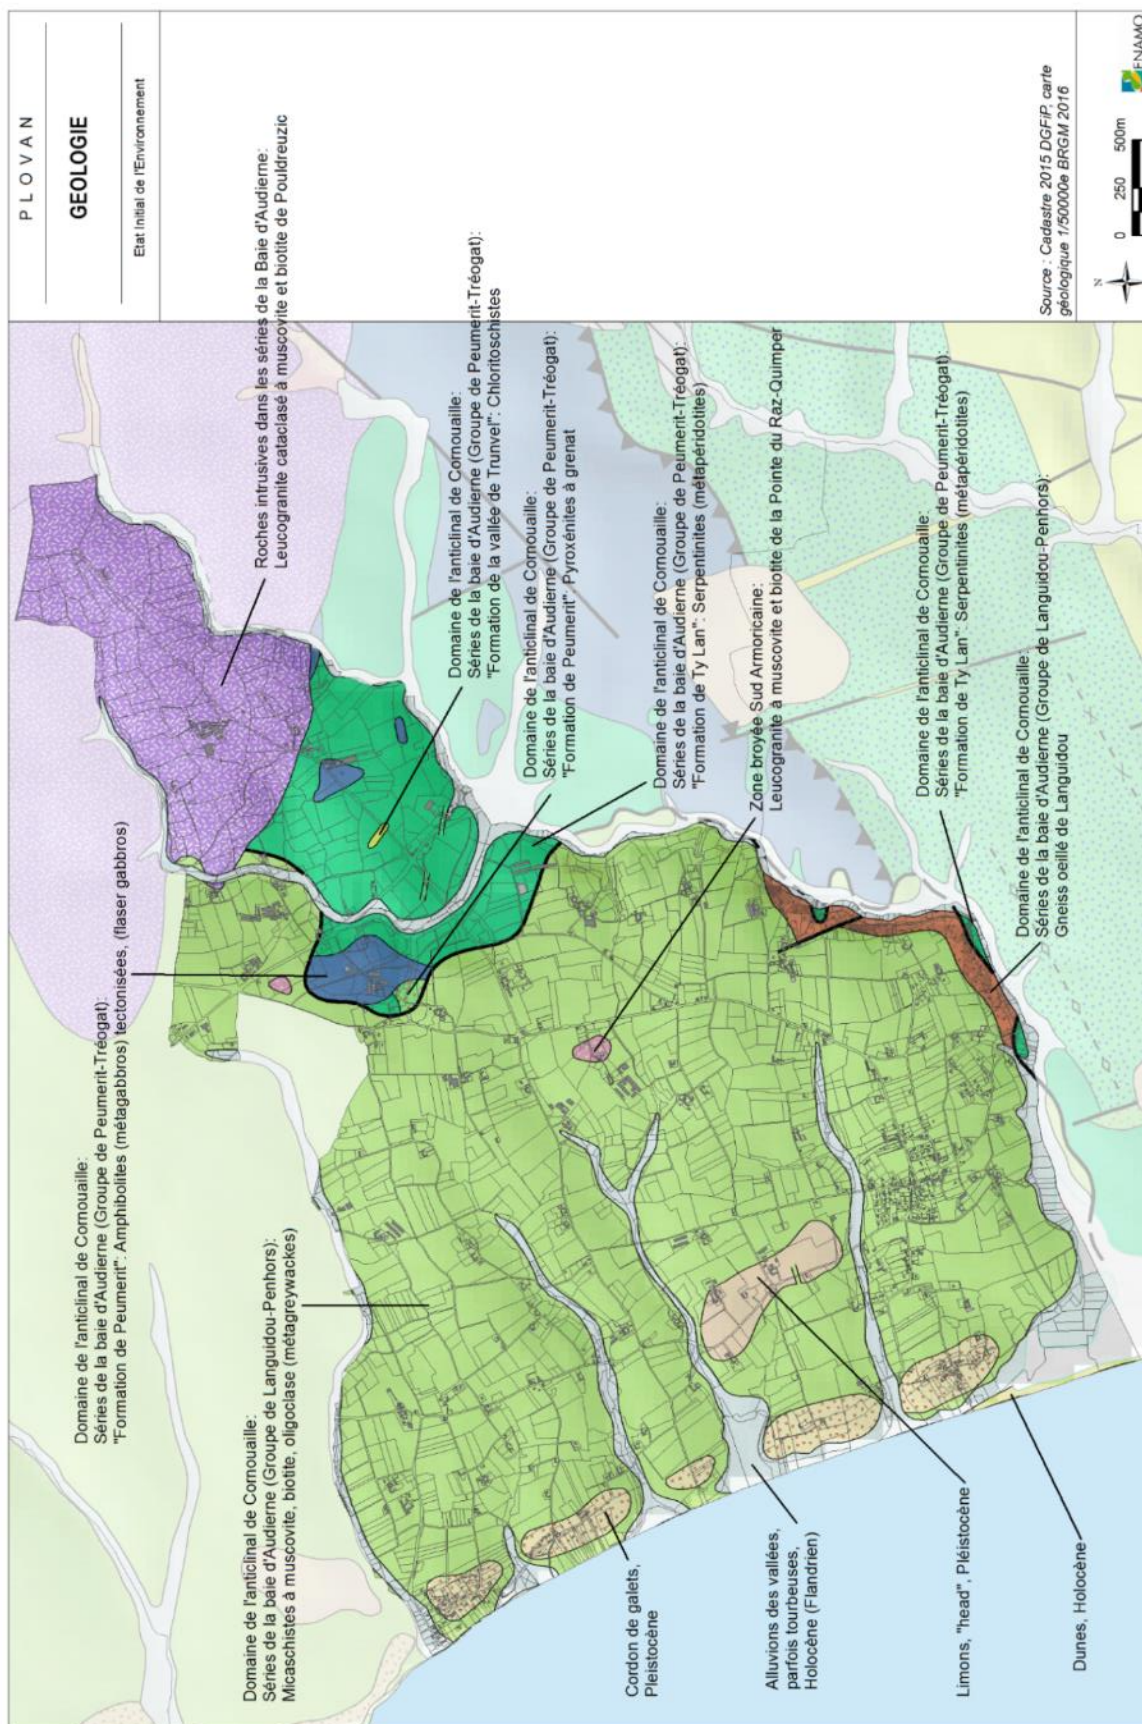 PLOVAN
GEOLOGIE
Etat Initial de l'Environnement
Domaine de l'anticlinal de Cornouaille:
Séries de la baie d'Audierne (Groupe de Peumerit-Tréogat):
"Formation de Peumerit": Amphibolites (métagabbros) tectonisées, (flaser gabbros)
Domaine de l'anticlinal de Cornouaille:
Séries de la baie d'Audierne (Groupe de Languidou-Penhors):
Micaschistes à muscovite, biotite, oligoclase (métagreywackes)
Roches intrusives dans les séries de la Baie d'Audierne:
Leucogranite cataclasé à muscovite et biotite de Pouldreuzic
Domaine de l'anticlinal de Cornouaille:
Séries de la baie d'Audierne (Groupe de Peumerit-Tréogat):
"Formation de la vallée de Trunvel": Chloritoschistes
Domaine de l'anticlinal de Cornouaille:
Séries de la baie d'Audierne (Groupe de Peumerit-Tréogat):
"Formation de Peumerit": Pyroxénites à grenat
Domaine de l'anticlinal de Cornouaille:
Séries de la baie d'Audierne (Groupe de Peumerit-Tréogat):
"Formation de Ty Lan": Serpentinites (métapéridotites)
Zone broyée Sud Armoricaine:
Leucogranite à muscovite et biotite de la Pointe du Raz-Quimper
Domaine de l'anticlinal de Cornouaille:
Séries de la baie d'Audierne (Groupe de Peumerit-Tréogat):
"Formation de Ty Lan": Serpentinites (métapéridotites)
Domaine de l'anticlinal de Cornouaille:
Séries de la baie d'Audierne (Groupe de Languidou-Penhors):
Gneiss oeillé de Languidou
Cordon de galets,
Pleistocène
Alluvions des vallées,
parfois tourbeuses,
Holocène (Flandrien)
Limons, "head", Pléistocène
Dunes, Holocène
Source : Cadastre 2015 DGFiP, carte
géologique 1/50000e BRGM 2016
N
0 250 500m
ENAMO